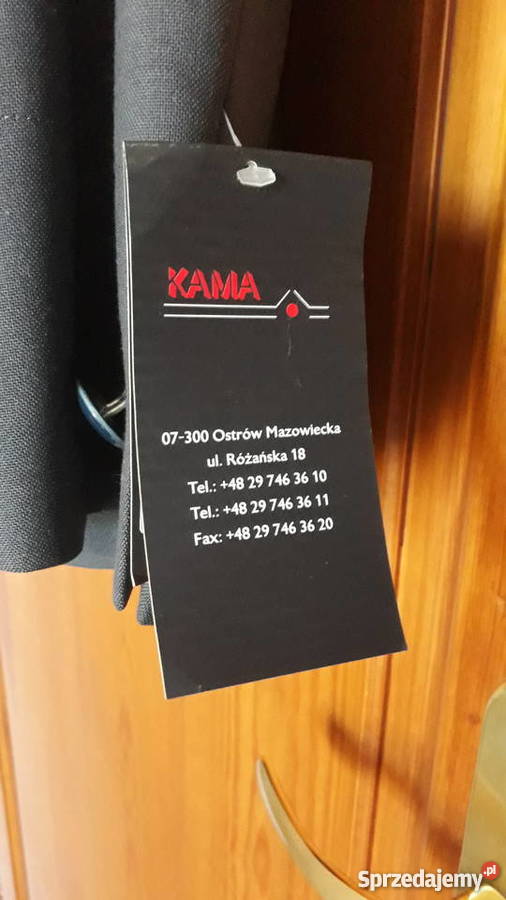 KAMA
07-300 Ostrów Mazowiecka
ul. Różańska 18
Tel.: +48 29 746 36 10
Tel.: +48 29 746 36 11
Fax: +48 29 746 36 20
Sprzedajemy.pl